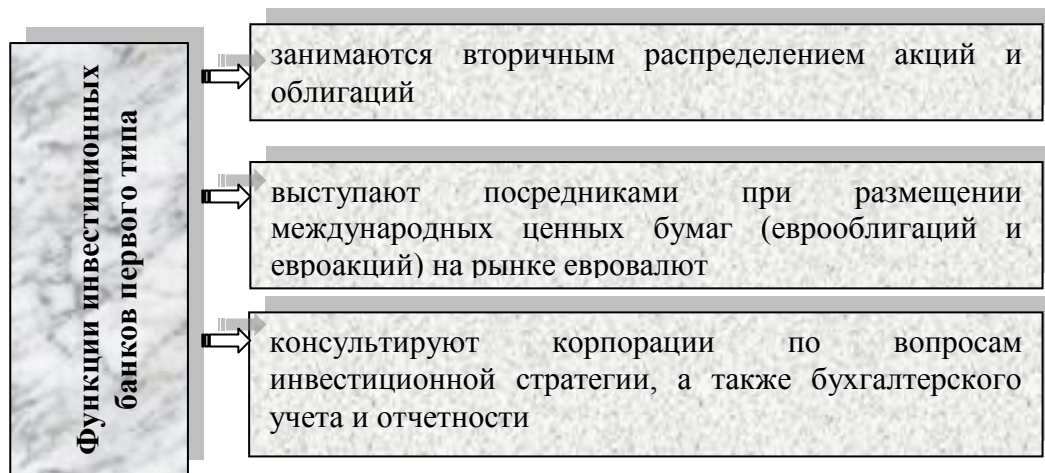 Функции инвестиционных
банков первого типа
занимаются вторичным распределением акций и
облигаций
выступают посредниками при размещении
международных ценных бумаг (еврооблигаций и
евроакций) на рынке евровалют
консультируют корпорации по вопросам
инвестиционной стратегии, а также бухгалтерского
учета и отчетности